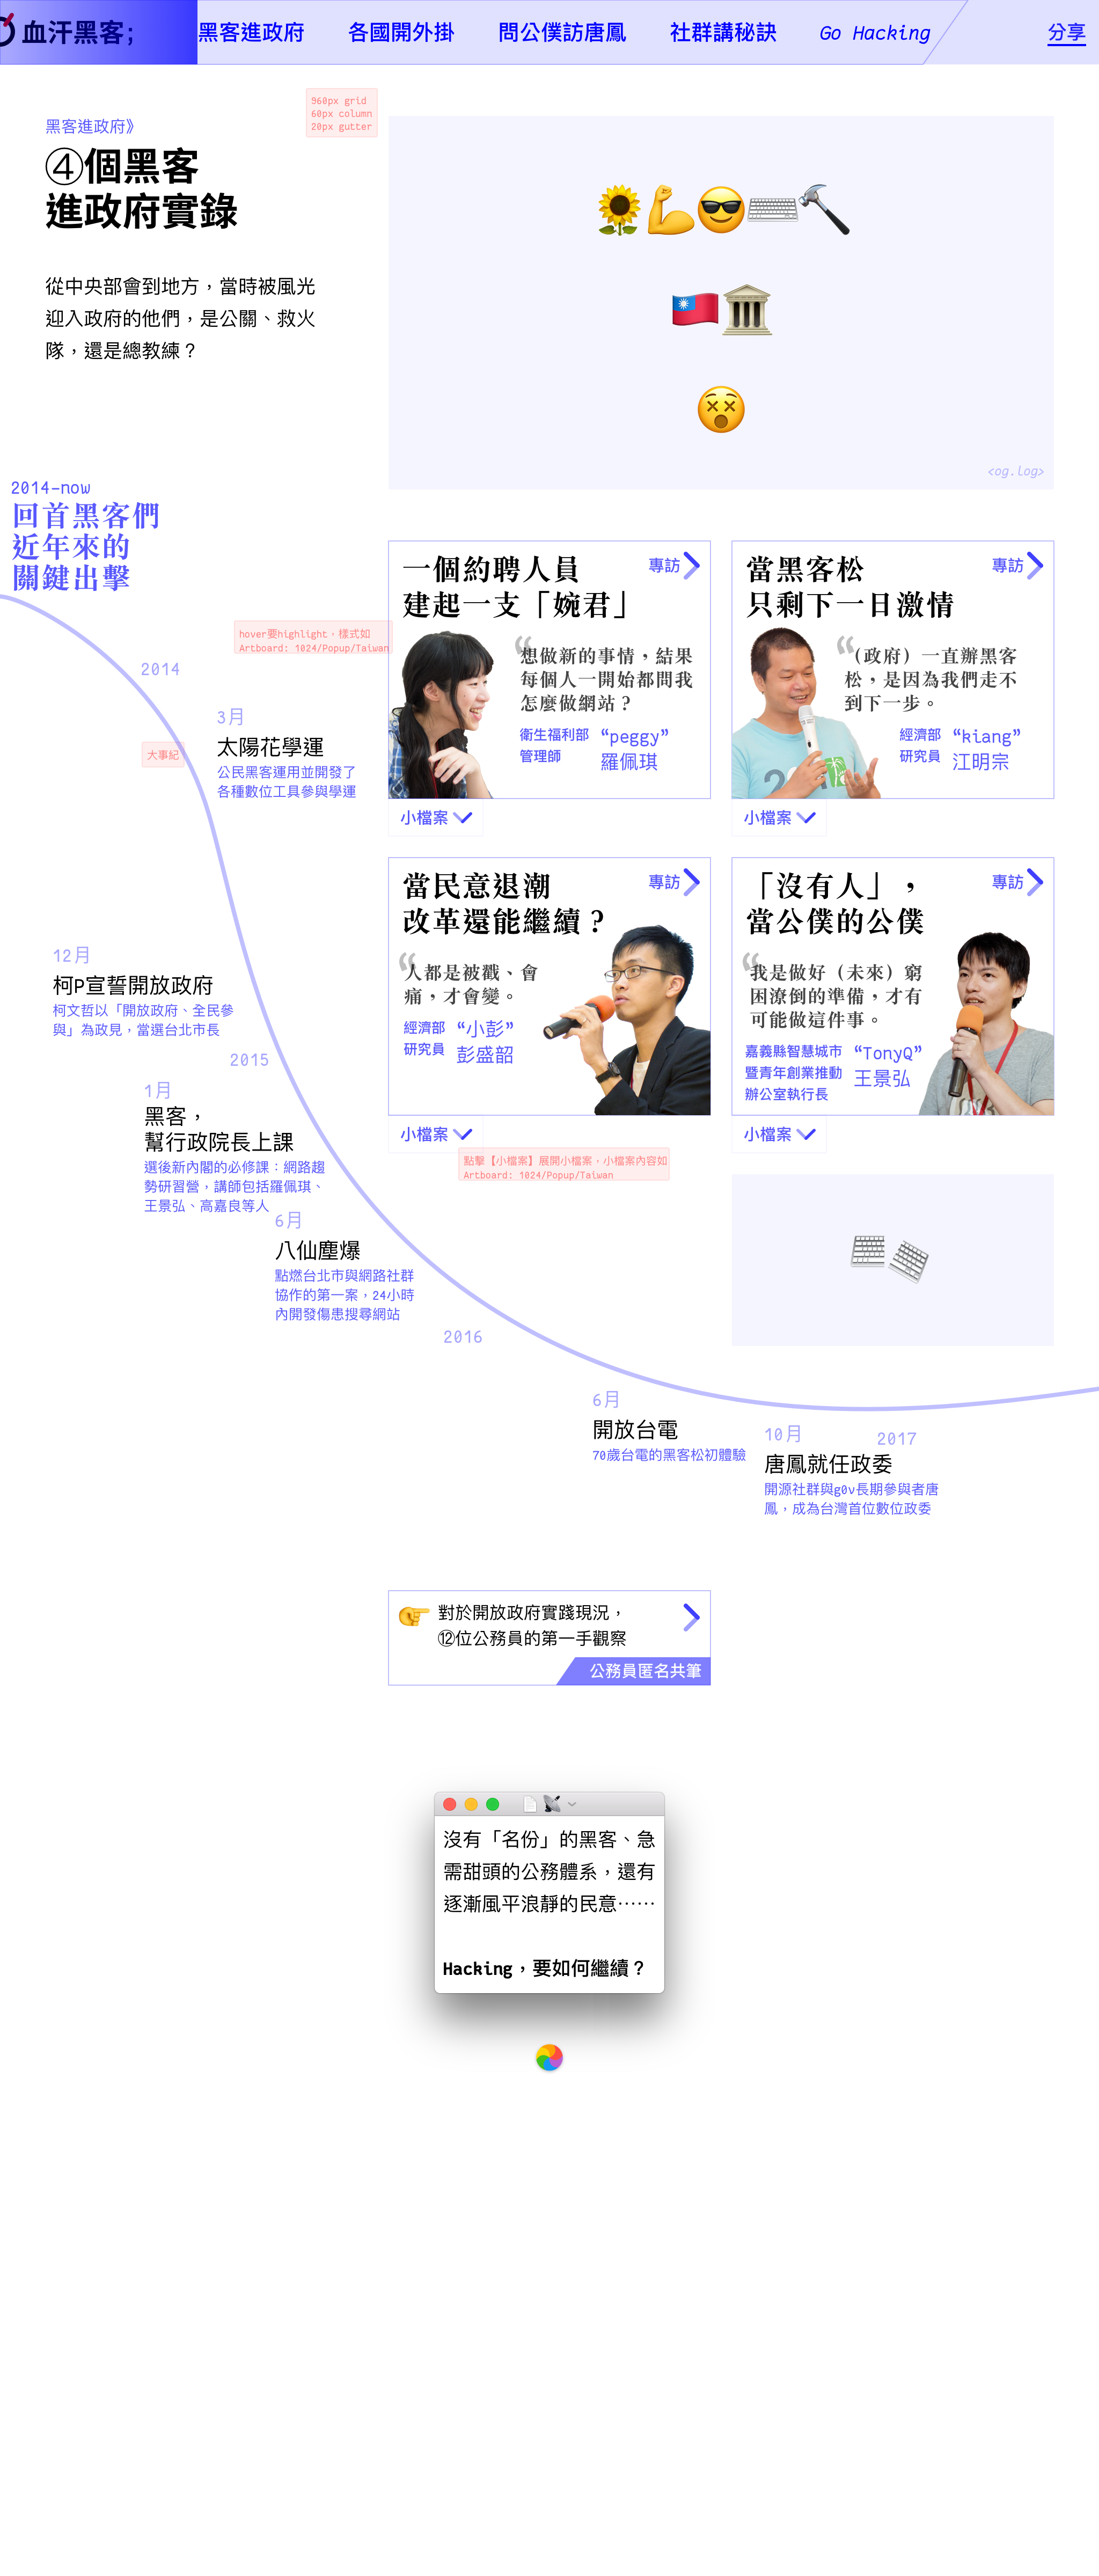 血汗黑客;
黑客進政府
各國開外掛
問公僕訪唐鳳
社群講秘訣
Go Hacking
分享
960px grid
60px column
20px gutter
黑客進政府》
④個黑客
進政府實錄
從中央部會到地方，當時被風光
迎入政府的他們，是公關、救火
隊，還是總教練？
<og.log>
2014-now
回首黑客們
近年來的
關鍵出擊
hover要highlight，樣式如
Artboard: 1024/Popup/Taiwan
2014
3月
太陽花學運
公民黑客運用並開發了
各種數位工具參與學運
大事紀
一個約聘人員
建起一支「婉君」
專訪
“
想做新的事情，結果
每個人一開始都問我
怎麼做網站？
衛生福利部
管理師
“peggy”
羅佩琪
小檔案
當黑客松
只剩下一日激情
專訪
“
（政府）一直辦黑客
松，是因為我們走不
到下一步。
經濟部
研究員
“kiang”
江明宗
小檔案
當民意退潮
改革還能繼續？
專訪
“
人都是被戳、會
痛，才會變。
經濟部
研究員
“小彭”
彭盛韶
小檔案
「沒有人」，
當公僕的公僕
專訪
“
我是做好（未來）窮
困潦倒的準備，才有
可能做這件事。
嘉義縣智慧城市
暨青年創業推動
辦公室執行長
“TonyQ”
王景弘
小檔案
點擊【小檔案】展開小檔案，小檔案內容如
Artboard: 1024/Popup/Taiwan
12月
柯P宣誓開放政府
柯文哲以「開放政府、全民參
與」為政見，當選台北市長
2015
1月
黑客，
幫行政院長上課
選後新內閣的必修課：網路趨
勢研習營，講師包括羅佩琪、
王景弘、高嘉良等人
6月
八仙塵爆
點燃台北市與網路社群
協作的第一案，24小時
內開發傷患搜尋網站
2016
6月
開放台電
70歲台電的黑客松初體驗
10月
唐鳳就任政委
開源社群與g0v長期參與者唐
鳳，成為台灣首位數位政委
2017
對於開放政府實踐現況，
⑫位公務員的第一手觀察
公務員匿名共筆
沒有「名份」的黑客、急
需甜頭的公務體系，還有
逐漸風平浪靜的民意⋯⋯
Hacking，要如何繼續？